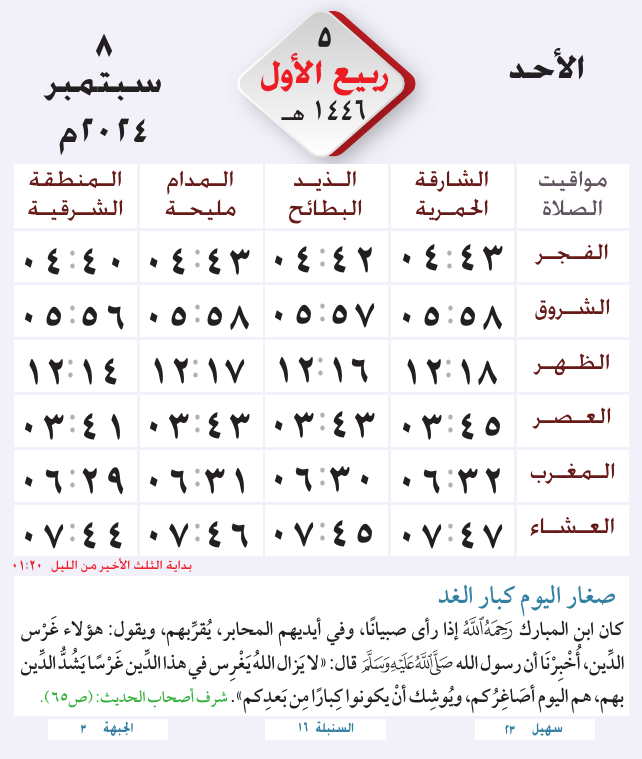 الأحد
٥
ربيع الأول
١٤٤٦ هـ
٨
سبتمبر
٢٠٢٤م
مواقيت الصلاة | الشارقة الحمرية | الذيد البطائح | المدام مليحة | المنطقة الشرقية
الفجر | ٠٤:٤٣ | ٠٤:٤٢ | ٠٤:٤٣ | ٠٤:٤٠
الشروق | ٠٥:٥٨ | ٠٥:٥٧ | ٠٥:٥٨ | ٠٥:٥٦
الظهر | ١٢:١٨ | ١٢:١٦ | ١٢:١٧ | ١٢:١٤
العصر | ٠٣:٤٥ | ٠٣:٤٣ | ٠٣:٤٣ | ٠٣:٤١
المغرب | ٠٦:٣٢ | ٠٦:٣٠ | ٠٦:٣١ | ٠٦:٢٩
العشاء | ٠٧:٤٧ | ٠٧:٤٥ | ٠٧:٤٦ | ٠٧:٤٤
بداية الثلث الأخير من الليل ٠١:٢٠
صغار اليوم كبار الغد
كان ابن المبارك رَحِمَهُ اللَّهُ إذا رأى صبيانًا، وفي أيديهم المحابر، يُقرِّبهم، ويقول: هؤلاء غَرْس
الدِّين، أُخبِرْنَا أن رسول الله صَلَّى اللَّهُ عَلَيْهِ وَسَلَّمَ قال: «لا يَزال اللهُ يَغْرِس في هذا الدِّين غَرْسًا يَشُدُّ الدِّين
بهم، هم اليوم أصَاغِرُكم، ويُوشِك أنْ يكونوا كِبارًا مِن بَعدِكم». شرف أصحاب الحديث: (ص٦٥).
سهيل ٢٣
السنبلة ١٦
الجبهة ٣